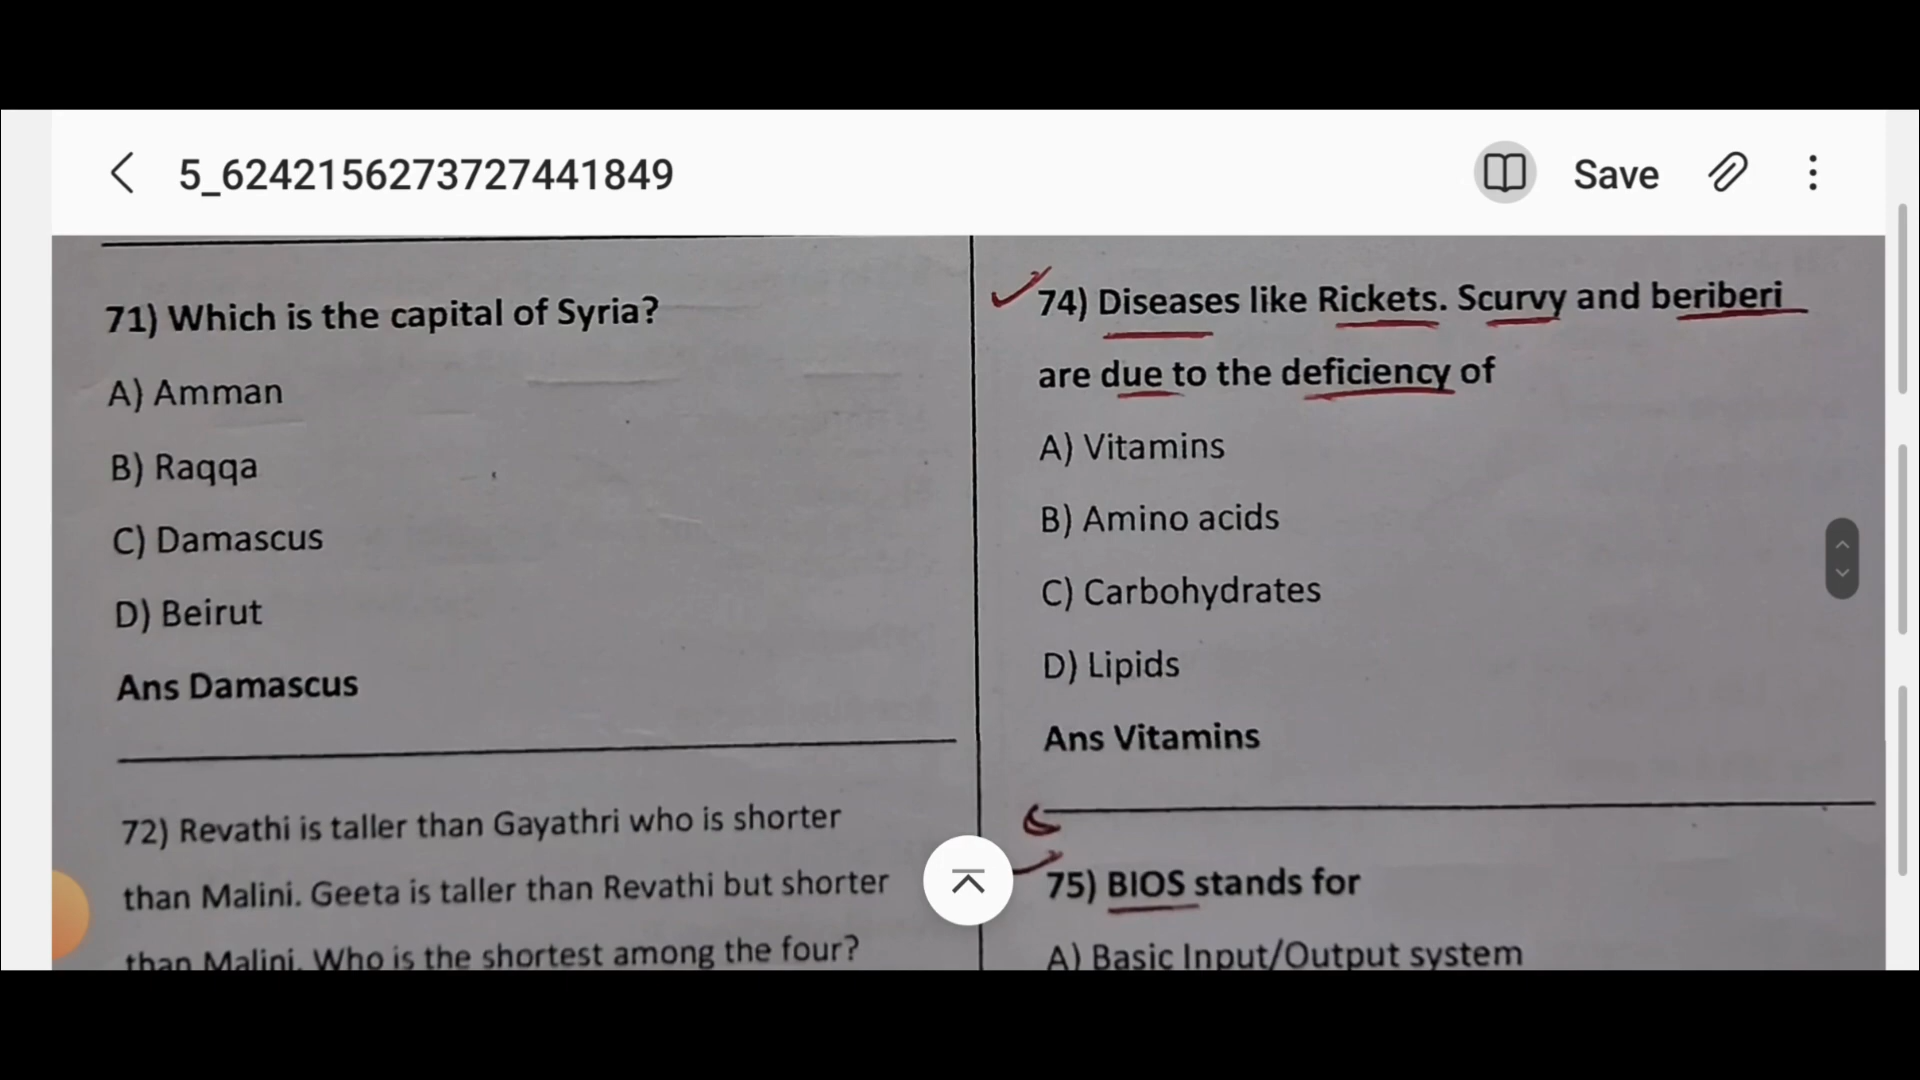 5_6242156273727441849
Save
71) Which is the capital of Syria?
A) Amman
B) Raqqa
C) Damascus
D) Beirut
Ans Damascus
72) Revathi is taller than Gayathri who is shorter
than Malini. Geeta is taller than Revathi but shorter
than Malini. Who is the shortest among the four?
74) Diseases like Rickets. Scurvy and beriberi
are due to the deficiency of
A) Vitamins
B) Amino acids
C) Carbohydrates
D) Lipids
Ans Vitamins
75) BIOS stands for
A) Basic Input/Output system